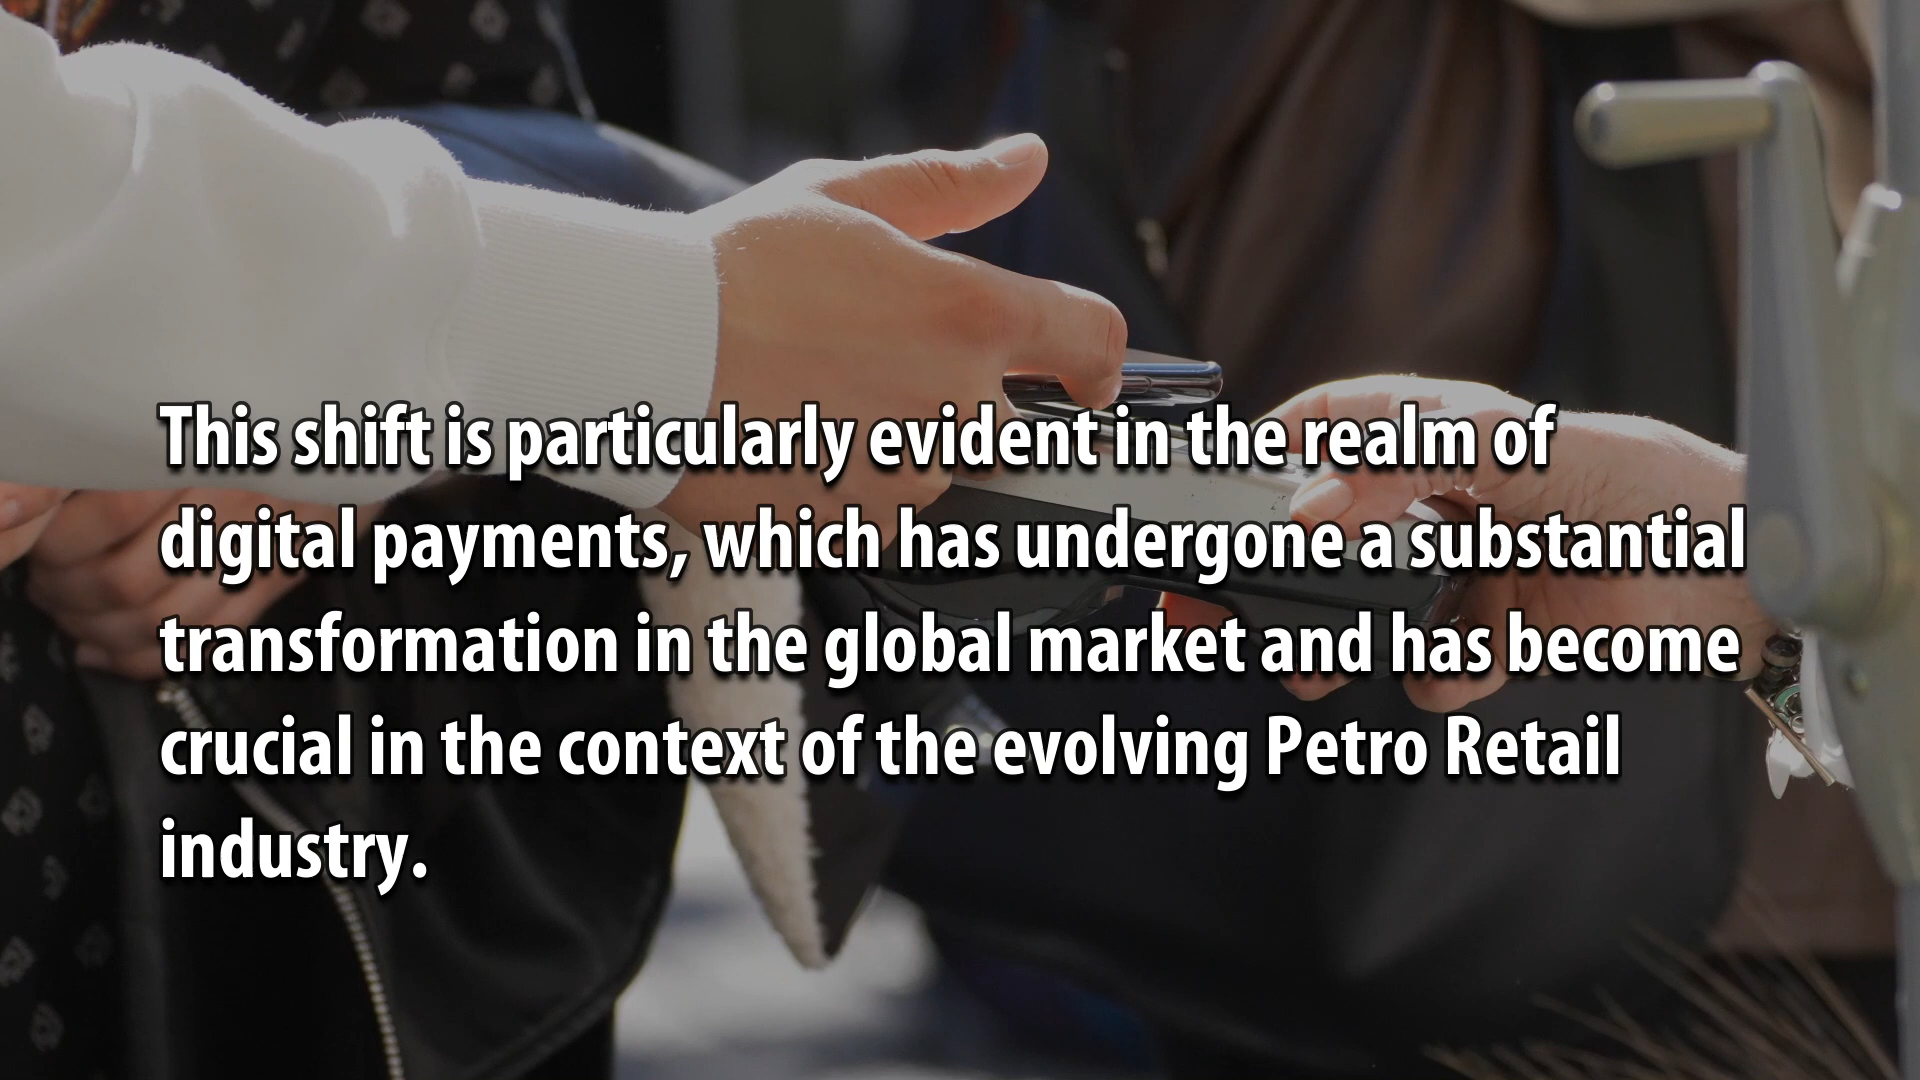 This shift is particularly evident in the realm of
digital payments, which has undergone a substantial
transformation in the global market and has become
crucial in the context of the evolving Petro Retail
industry.